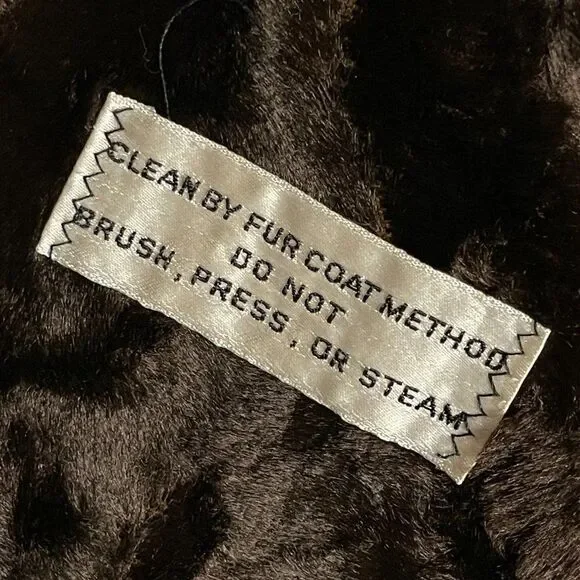 CLEAN BY FUR COAT METHOD
DO NOT
BRUSH, PRESS, OR STEAM